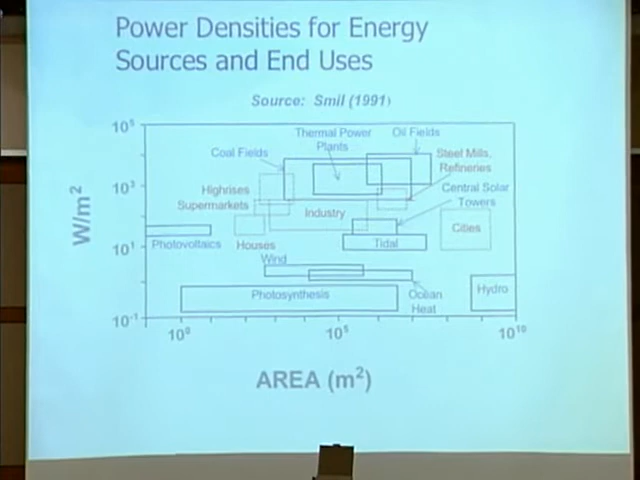 Power Densities for Energy
Sources and End Uses
Source: Smil (1991)
10⁵
Thermal Power
Plants
Oil Fields
Coal Fields
Steel Mills,
Refineries
10³
Highrises
Central Solar
Towers
Supermarkets
Industry
W/m²
Cities
10¹
Photovoltaics
Houses
Tidal
Wind
Photosynthesis
Ocean
Heat
Hydro
10⁻¹
10⁰
10⁵
10¹⁰
AREA (m²)